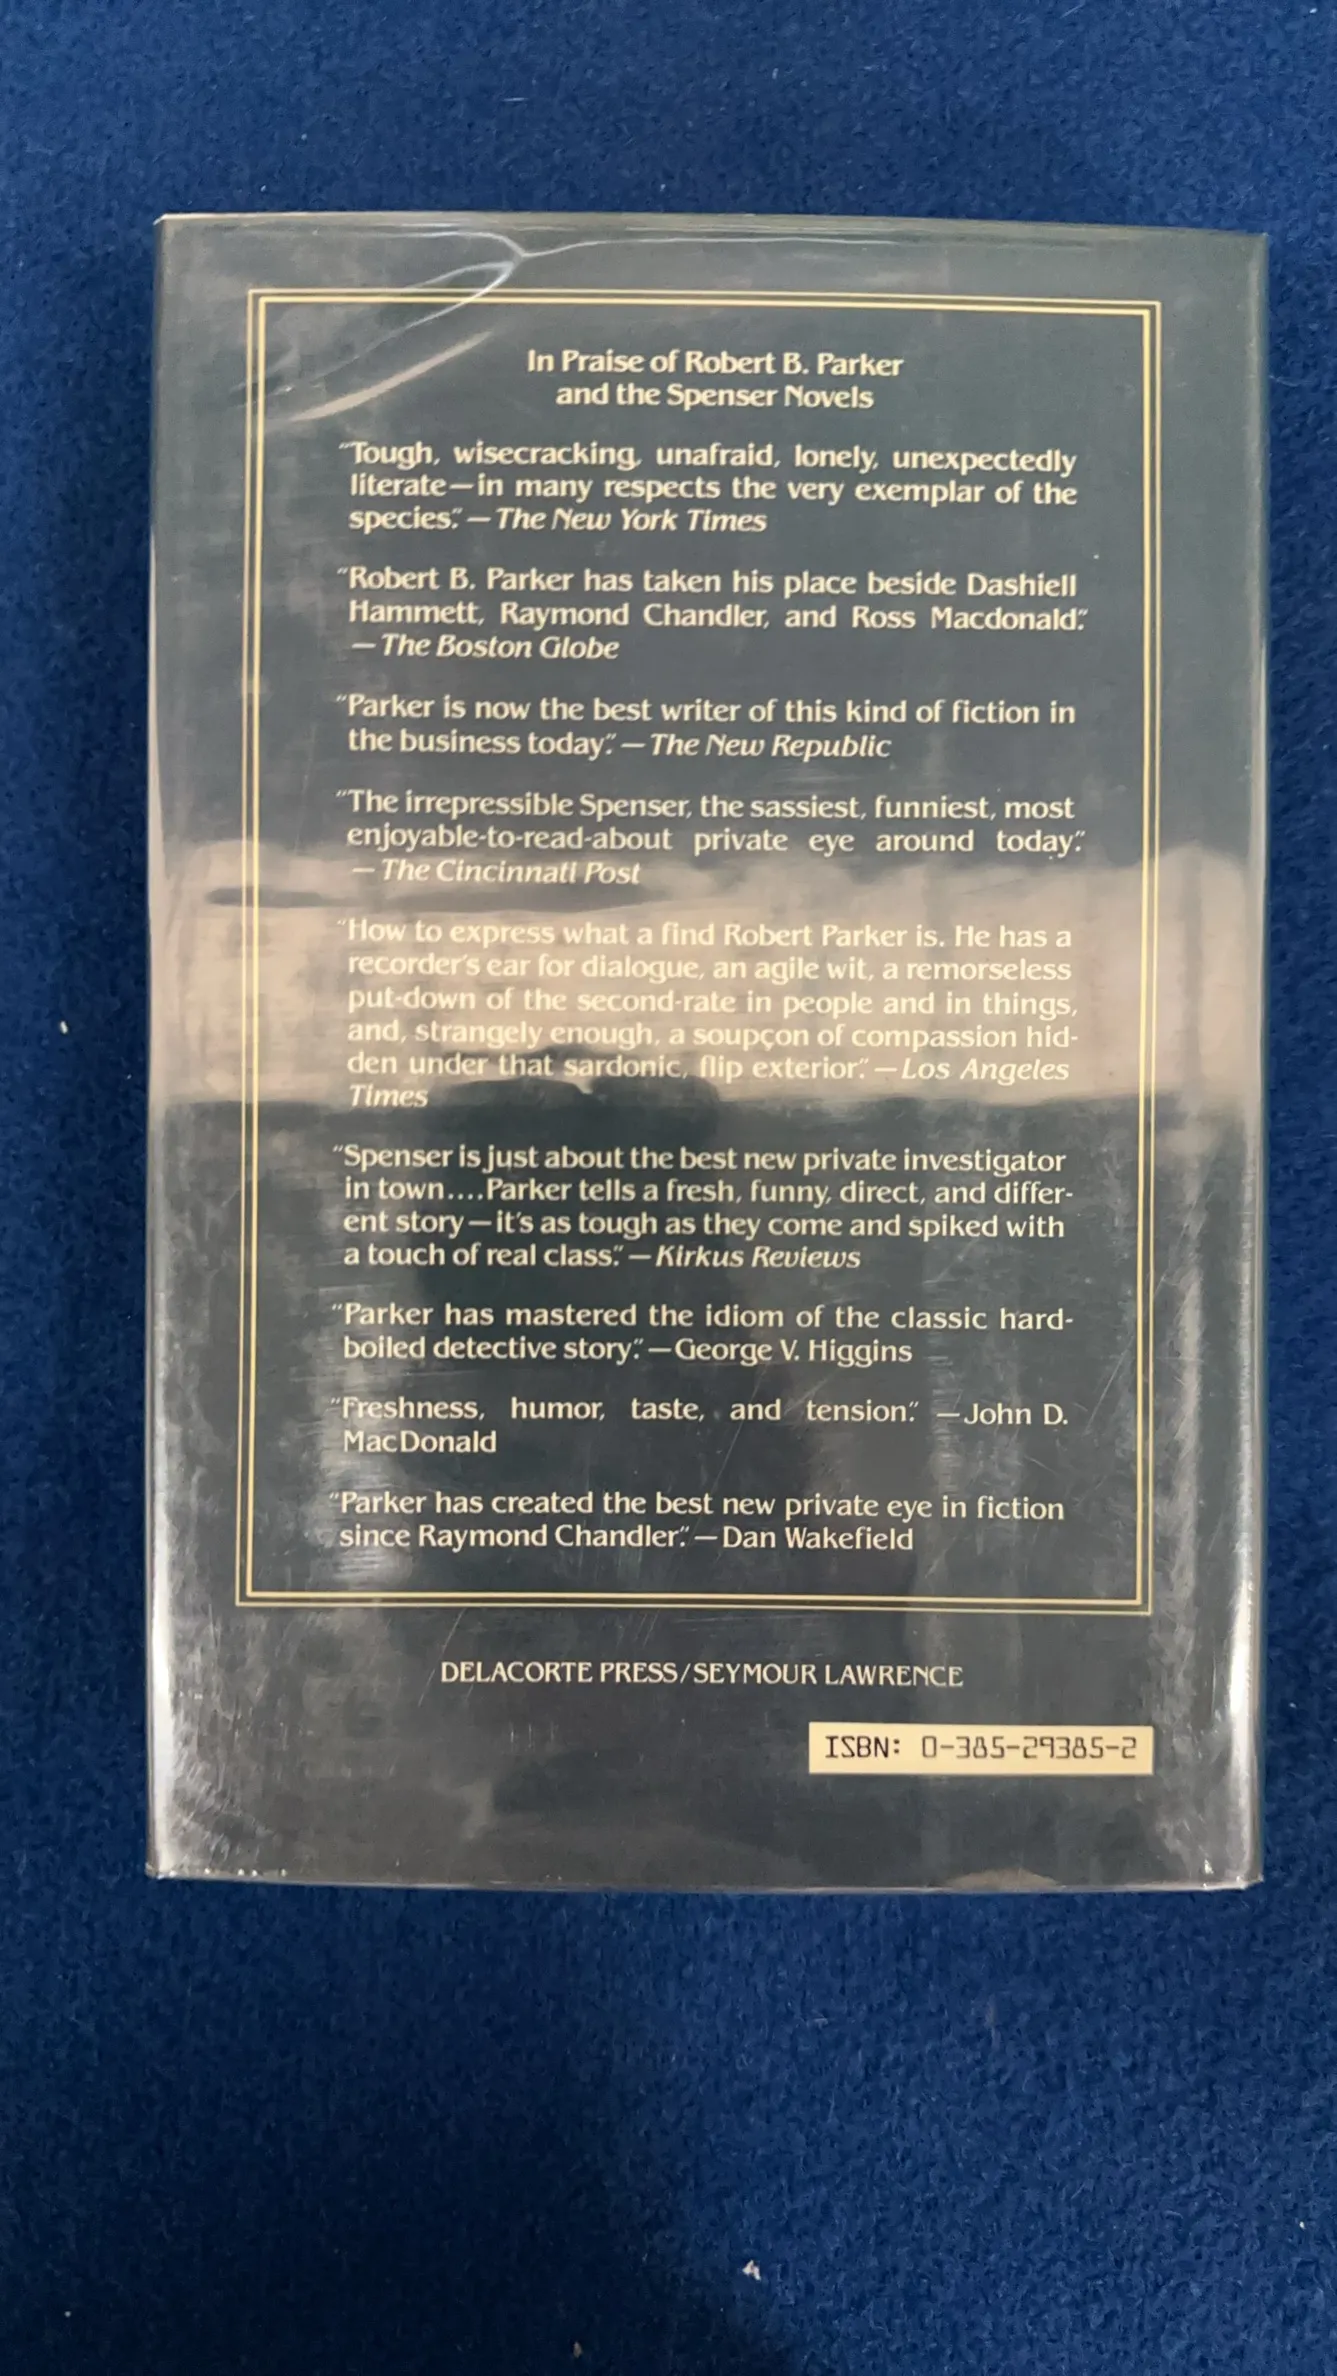 In Praise of Robert B. Parker
and the Spenser Novels
"Tough, wisecracking, unafraid, lonely, unexpectedly
literate—in many respects the very exemplar of the
species."—The New York Times
"Robert B. Parker has taken his place beside Dashiell
Hammett, Raymond Chandler, and Ross Macdonald."
—The Boston Globe
"Parker is now the best writer of this kind of fiction in
the business today."—The New Republic
"The irrepressible Spenser, the sassiest, funniest, most
enjoyable-to-read-about private eye around today."
—The Cincinnati Post
"How to express what a find Robert Parker is. He has a
recorder's ear for dialogue, an agile wit, a remorseless
put-down of the second-rate in people and in things,
and, strangely enough, a soupçon of compassion hid-
den under that sardonic, flip exterior."—Los Angeles
Times
"Spenser is just about the best new private investigator
in town....Parker tells a fresh, funny, direct, and differ-
ent story—it's as tough as they come and spiked with
a touch of real class."—Kirkus Reviews
"Parker has mastered the idiom of the classic hard-
boiled detective story."—George V. Higgins
"Freshness, humor, taste, and tension." —John D.
MacDonald
"Parker has created the best new private eye in fiction
since Raymond Chandler."—Dan Wakefield
DELACORTE PRESS/SEYMOUR LAWRENCE
ISBN: 0-385-29385-2